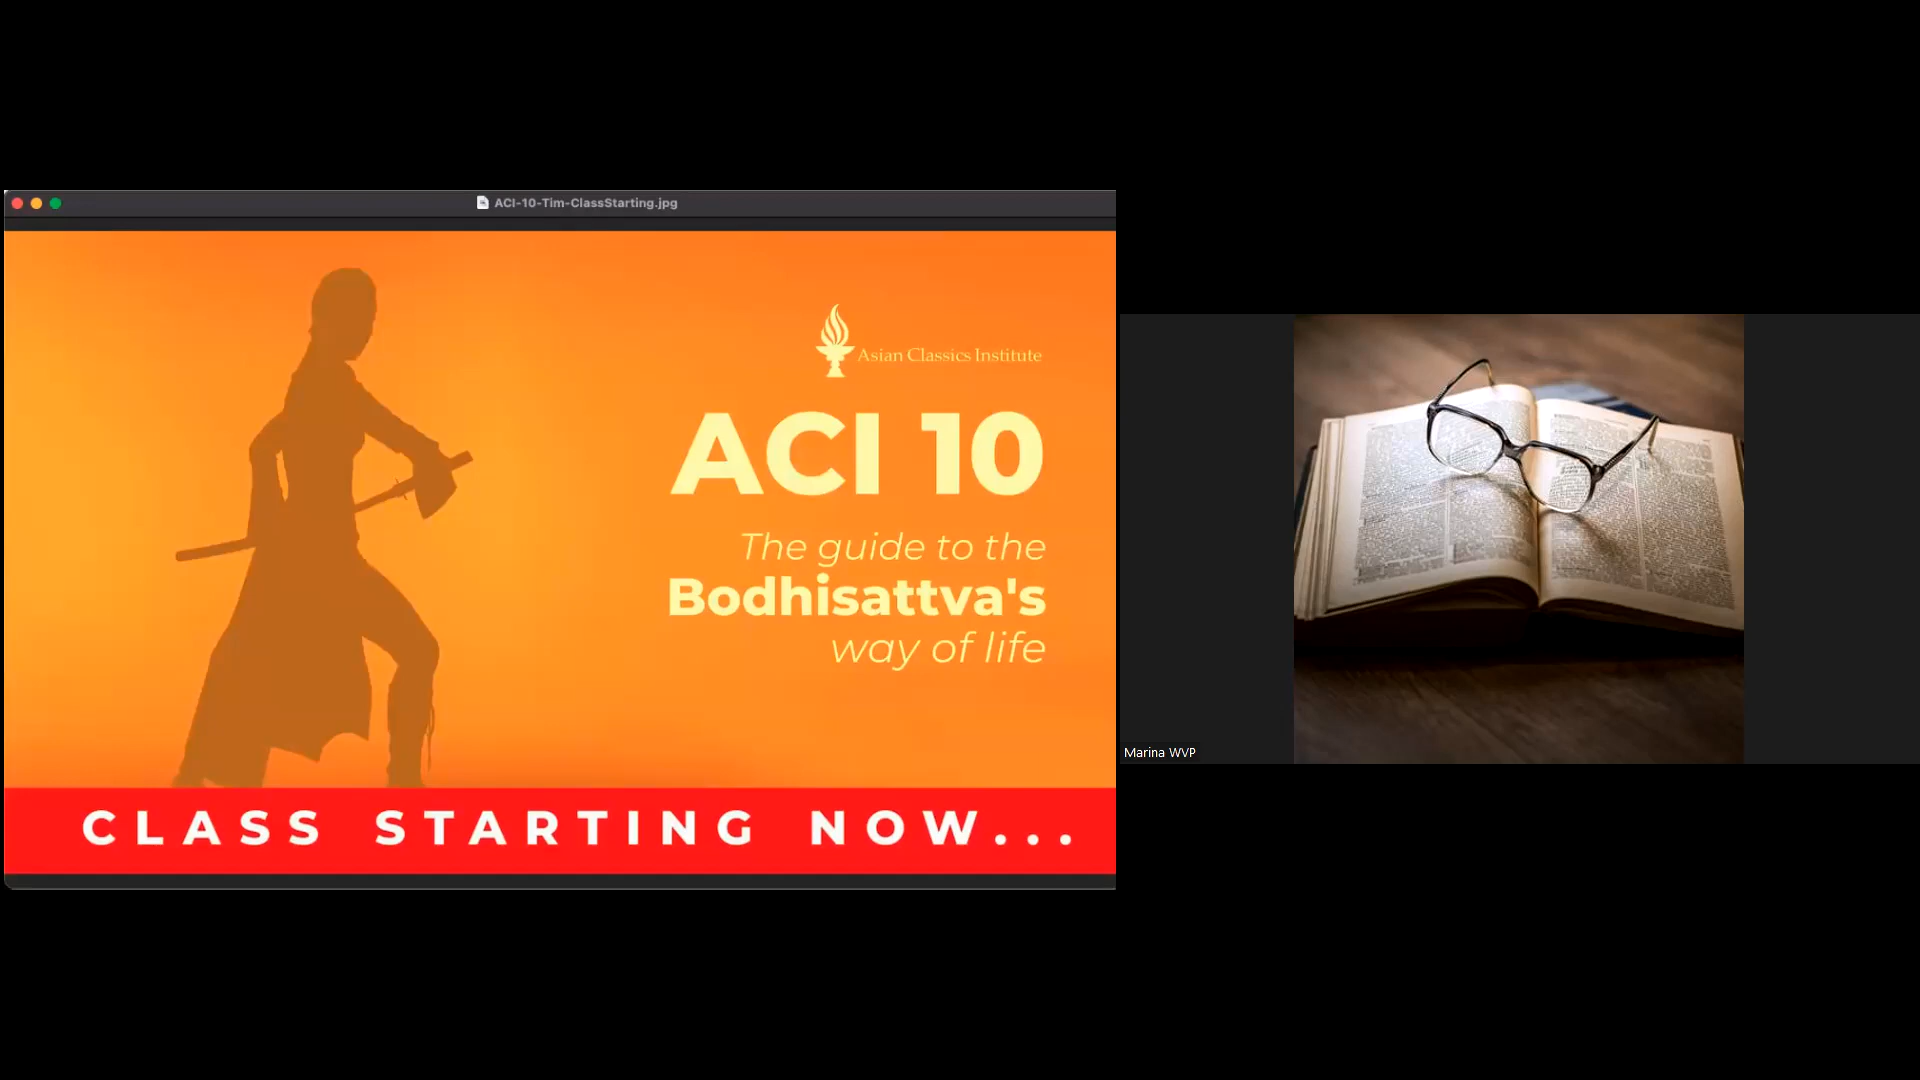 ACI-10-Tim-ClassStarting.jpg
Asian Classics Institute
ACI 10
The guide to the
Bodhisattva's
way of life
CLASS STARTING NOW...
Marina WVP